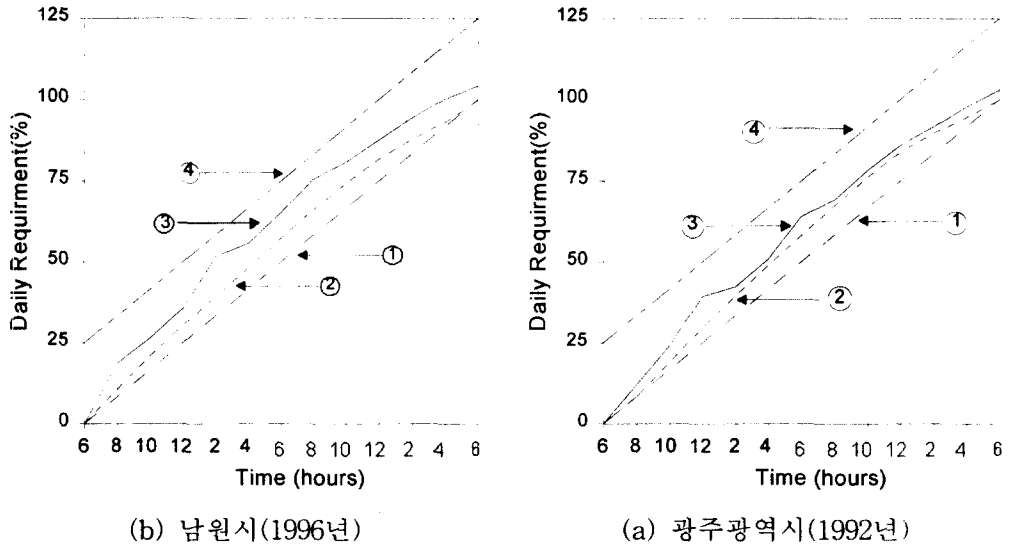 125
100
75
50
25
0
Daily Requirment(%)
④
③
①
②
6 8 10 12 2 4 6 8 10 12 2 4 6
Time (hours)
(b) 남원시(1996년)
125
100
75
50
25
0
Daily Requirment(%)
④
③
①
②
6 8 10 12 2 4 6 8 10 12 2 4 6
Time (hours)
(a) 광주광역시(1992년)